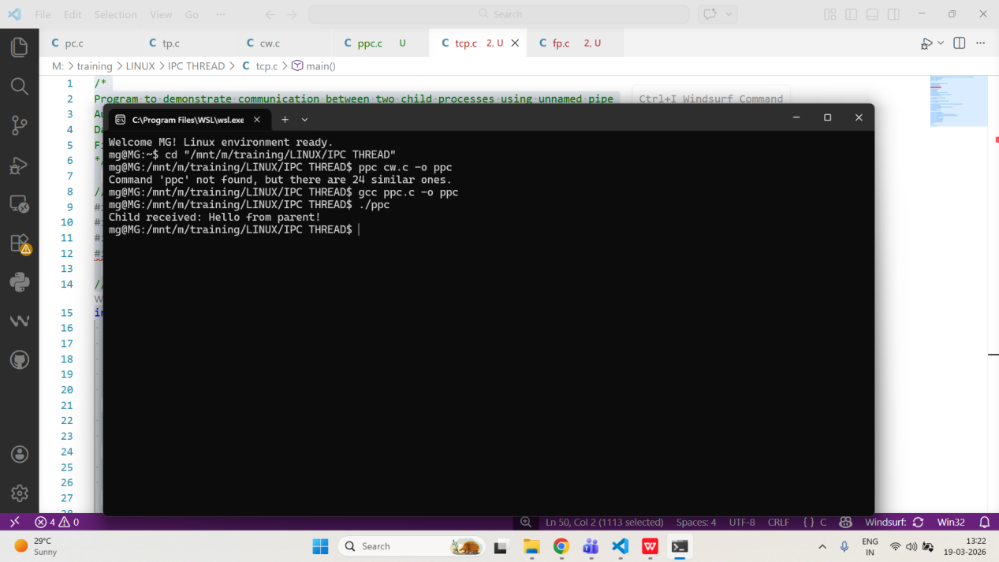 File Edit Selection View Go ··· Search
C pc.c C tp.c C cw.c C ppc.c U C tcp.c 2, U C fp.c 2, U
M: > training > LINUX > IPC THREAD > C tcp.c > main()
1 /*
2 Program·to·demonstrate·communication·between·two·child·processes·using·unnamed·pipe Ctrl+I Windsurf Command
3 Au
4 Da
5 Fi
6 *
7
8 //
9 #i
10 #i
11 #i
12 #i
13
14 //
W
15 in
16
17
18
19
20
21
22
23
24
25
26
27
28
C:\Program Files\WSL\wsl.exe
Welcome MG! Linux environment ready.
mg@MG:~$ cd "/mnt/m/training/LINUX/IPC THREAD"
mg@MG:/mnt/m/training/LINUX/IPC THREAD$ ppc cw.c -o ppc
Command 'ppc' not found, but there are 24 similar ones.
mg@MG:/mnt/m/training/LINUX/IPC THREAD$ gcc ppc.c -o ppc
mg@MG:/mnt/m/training/LINUX/IPC THREAD$ ./ppc
Child received: Hello from parent!
mg@MG:/mnt/m/training/LINUX/IPC THREAD$
4 0 Ln 50, Col 2 (1113 selected) Spaces: 4 UTF-8 CRLF {} C Windsurf: Win32
29°C
Sunny
Search
ENG
IN
13:22
19-03-2026